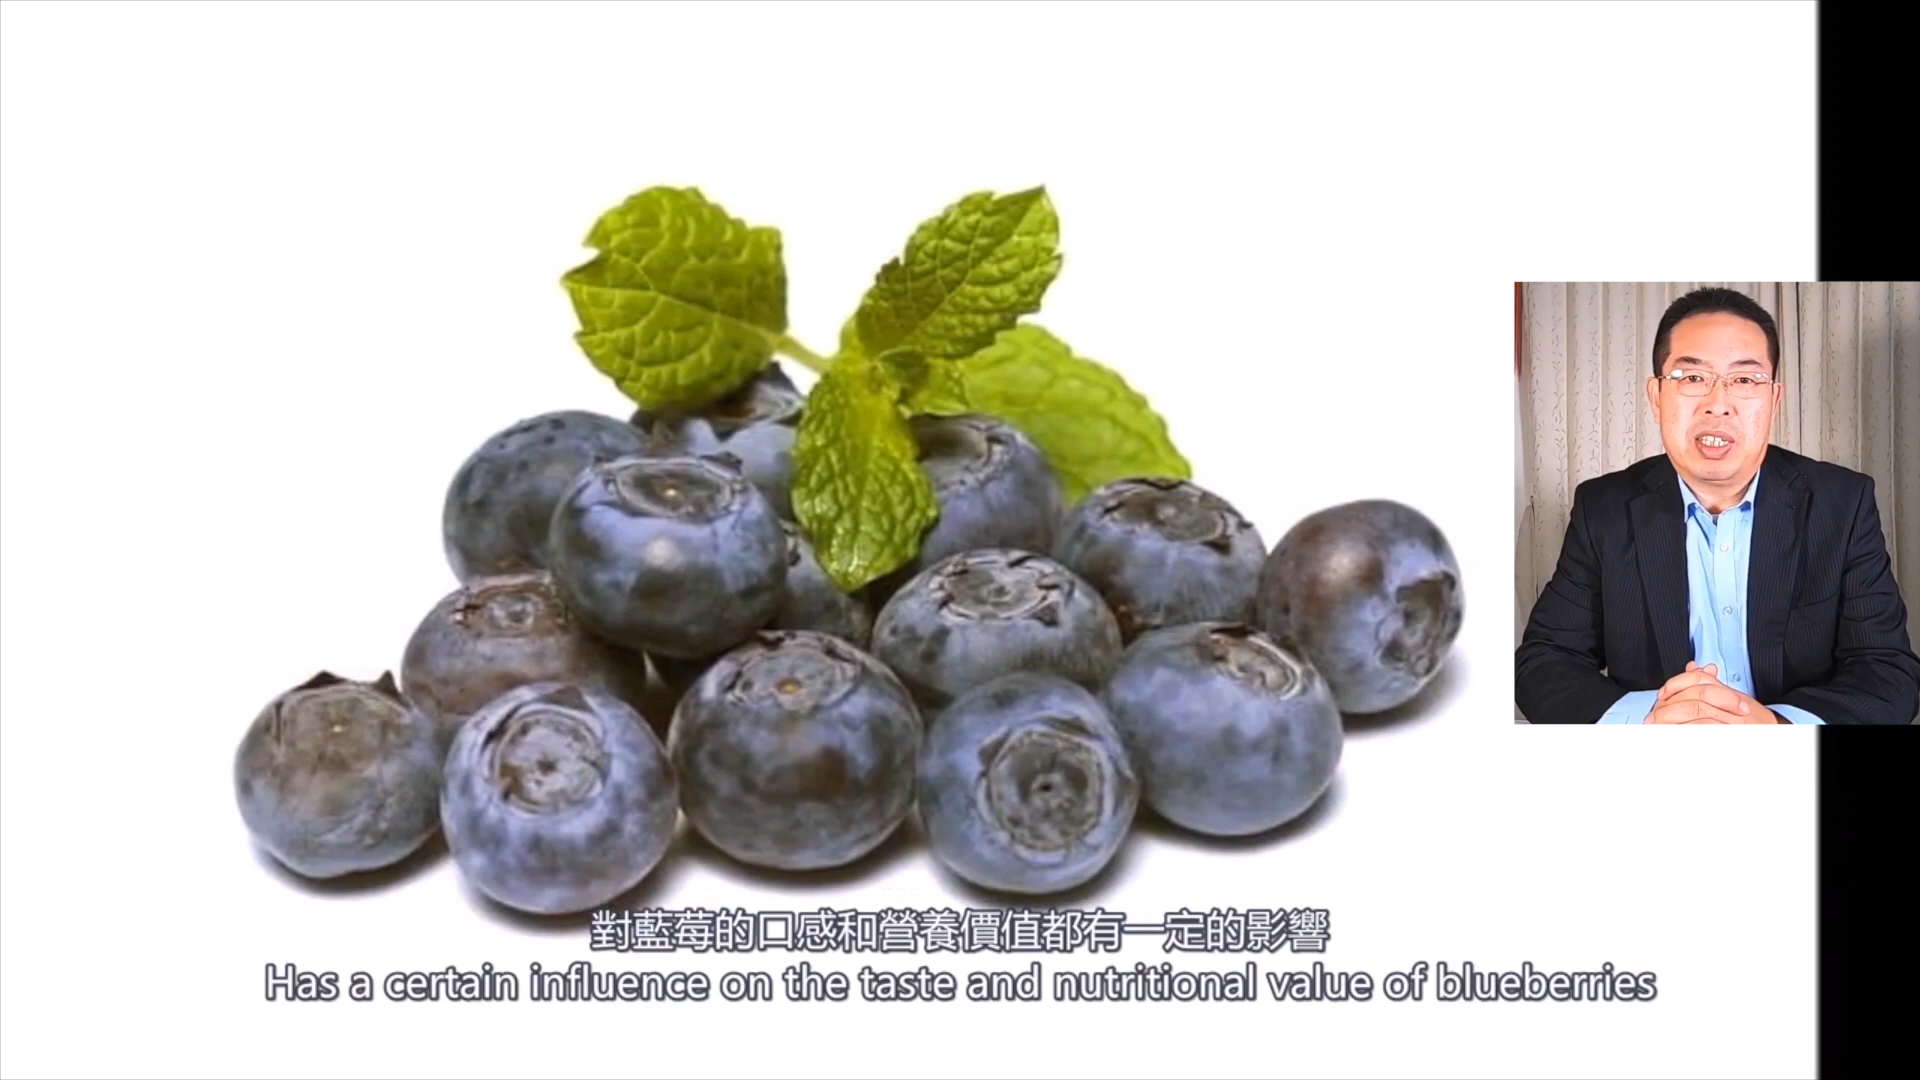 對藍莓的口感和營養價值都有一定的影響
Has a certain influence on the taste and nutritional value of blueberries